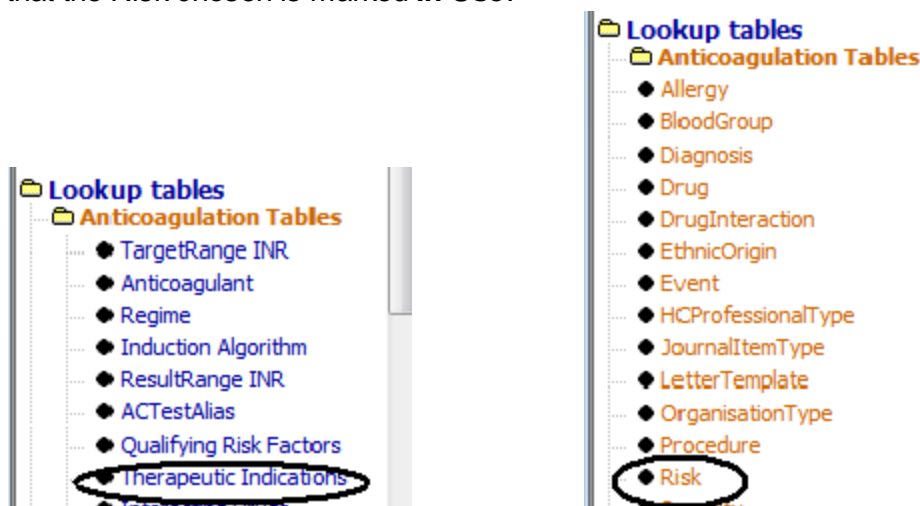 that the Risk chosen is marked In Use.
Lookup tables
Anticoagulation Tables
TargetRange INR
Anticoagulant
Regime
Induction Algorithm
ResultRange INR
ACTestAlias
Qualifying Risk Factors
Therapeutic Indications
Lookup tables
Anticoagulation Tables
Allergy
BloodGroup
Diagnosis
Drug
DrugInteraction
EthnicOrigin
Event
HCProfessionalType
JournalItemType
LetterTemplate
OrganisationType
Procedure
Risk